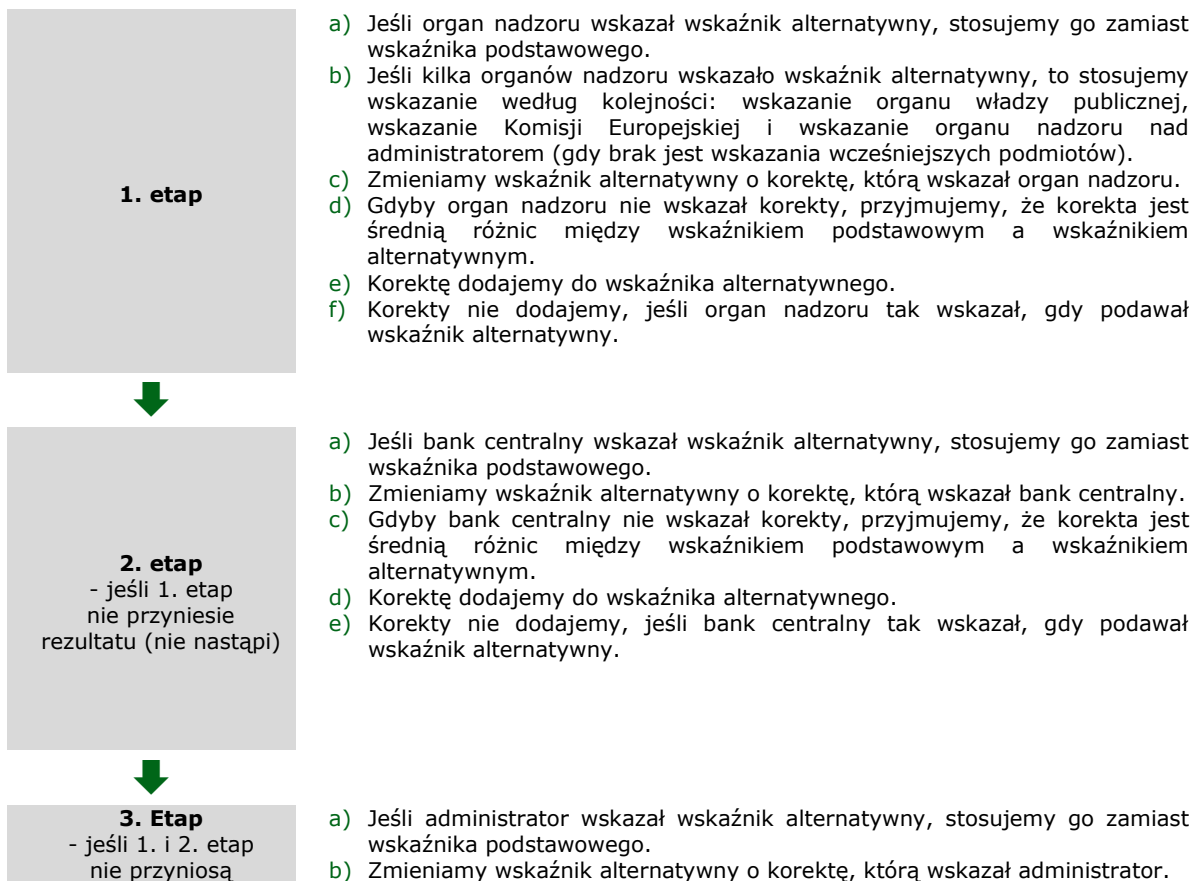 1. etap
a) Jeśli organ nadzoru wskazał wskaźnik alternatywny, stosujemy go zamiast
wskaźnika podstawowego.
b) Jeśli kilka organów nadzoru wskazało wskaźnik alternatywny, to stosujemy
wskazanie według kolejności: wskazanie organu władzy publicznej,
wskazanie Komisji Europejskiej i wskazanie organu nadzoru nad
administratorem (gdy brak jest wskazania wcześniejszych podmiotów).
c) Zmieniamy wskaźnik alternatywny o korektę, którą wskazał organ nadzoru.
d) Gdyby organ nadzoru nie wskazał korekty, przyjmujemy, że korekta jest
średnią różnic między wskaźnikiem podstawowym a wskaźnikiem
alternatywnym.
e) Korektę dodajemy do wskaźnika alternatywnego.
f) Korekty nie dodajemy, jeśli organ nadzoru tak wskazał, gdy podawał
wskaźnik alternatywny.
2. etap
- jeśli 1. etap
nie przyniesie
rezultatu (nie nastąpi)
a) Jeśli bank centralny wskazał wskaźnik alternatywny, stosujemy go zamiast
wskaźnika podstawowego.
b) Zmieniamy wskaźnik alternatywny o korektę, którą wskazał bank centralny.
c) Gdyby bank centralny nie wskazał korekty, przyjmujemy, że korekta jest
średnią różnic między wskaźnikiem podstawowym a wskaźnikiem
alternatywnym.
d) Korektę dodajemy do wskaźnika alternatywnego.
e) Korekty nie dodajemy, jeśli bank centralny tak wskazał, gdy podawał
wskaźnik alternatywny.
3. Etap
- jeśli 1. i 2. etap
nie przyniosą
a) Jeśli administrator wskazał wskaźnik alternatywny, stosujemy go zamiast
wskaźnika podstawowego.
b) Zmieniamy wskaźnik alternatywny o korektę, którą wskazał administrator.